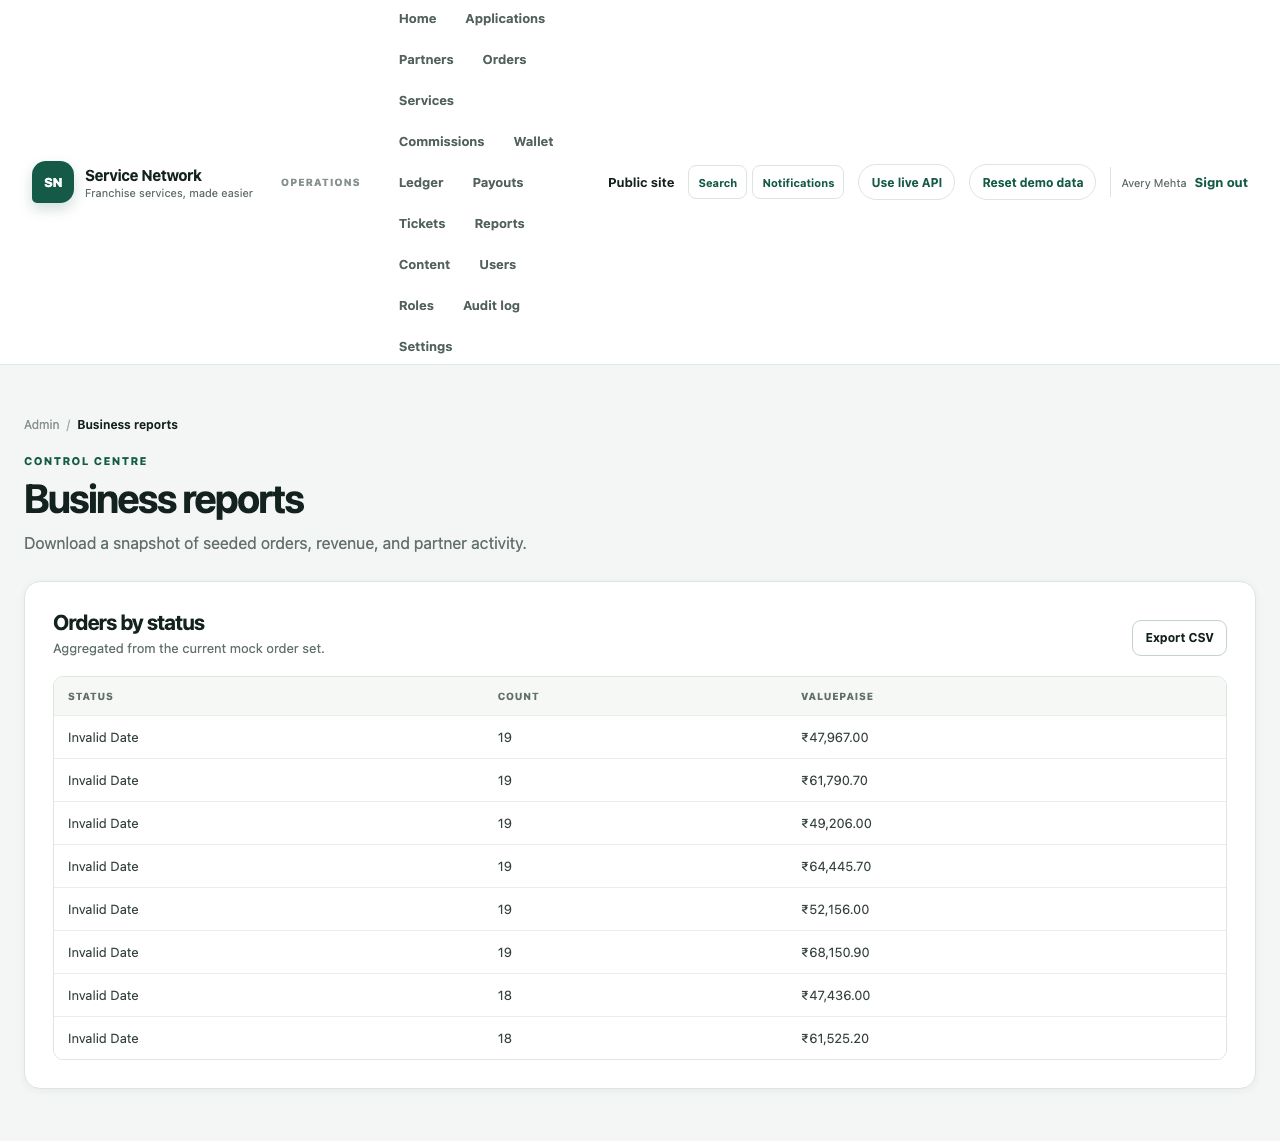 Home Applications
Partners Orders
Services
Commissions Wallet
SN
Service Network
Franchise services, made easier
OPERATIONS
Ledger Payouts
Public site Search Notifications Use live API Reset demo data Avery Mehta Sign out
Tickets Reports
Content Users
Roles Audit log
Settings
Admin / Business reports
CONTROL CENTRE
Business reports
Download a snapshot of seeded orders, revenue, and partner activity.
Orders by status
Aggregated from the current mock order set.
Export CSV
STATUS COUNT VALUEPAISE
Invalid Date 19 ₹47,967.00
Invalid Date 19 ₹61,790.70
Invalid Date 19 ₹49,206.00
Invalid Date 19 ₹64,445.70
Invalid Date 19 ₹52,156.00
Invalid Date 19 ₹68,150.90
Invalid Date 18 ₹47,436.00
Invalid Date 18 ₹61,525.20